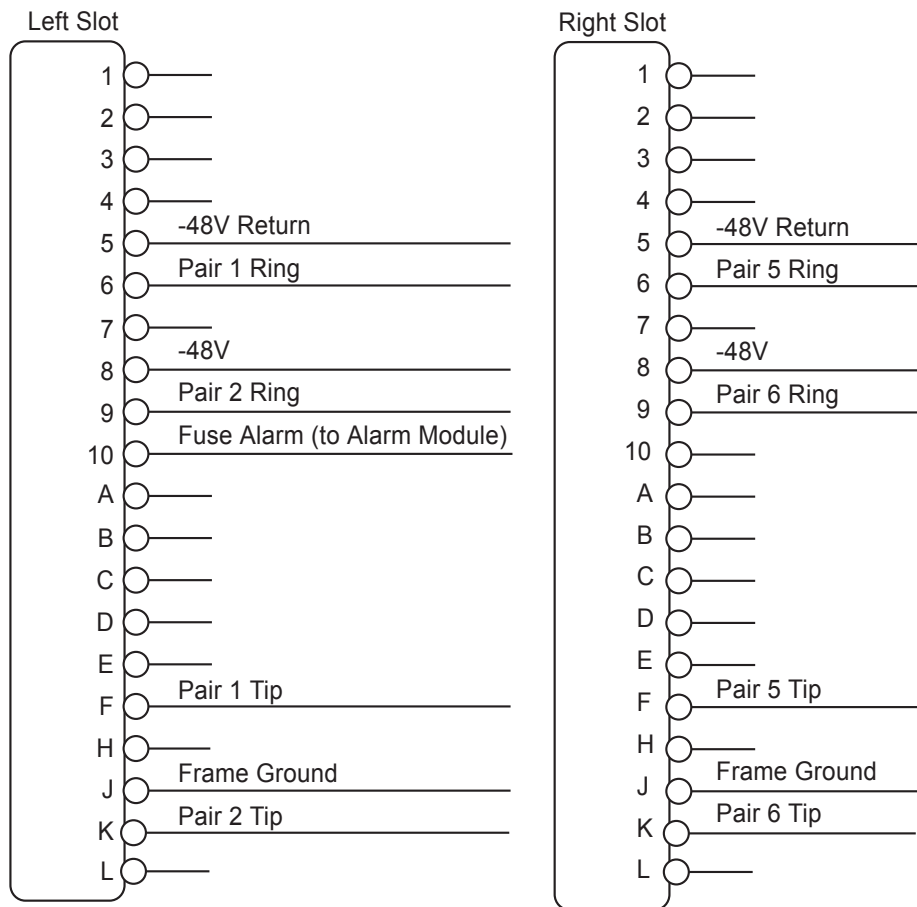 Left Slot
1
2
3
4
5 -48V Return
6 Pair 1 Ring
7
8 -48V
9 Pair 2 Ring
10 Fuse Alarm (to Alarm Module)
A
B
C
D
E
F Pair 1 Tip
H
J Frame Ground
K Pair 2 Tip
L
Right Slot
1
2
3
4
5 -48V Return
6 Pair 5 Ring
7
8 -48V
9 Pair 6 Ring
10
A
B
C
D
E
F Pair 5 Tip
H
J Frame Ground
K Pair 6 Tip
L